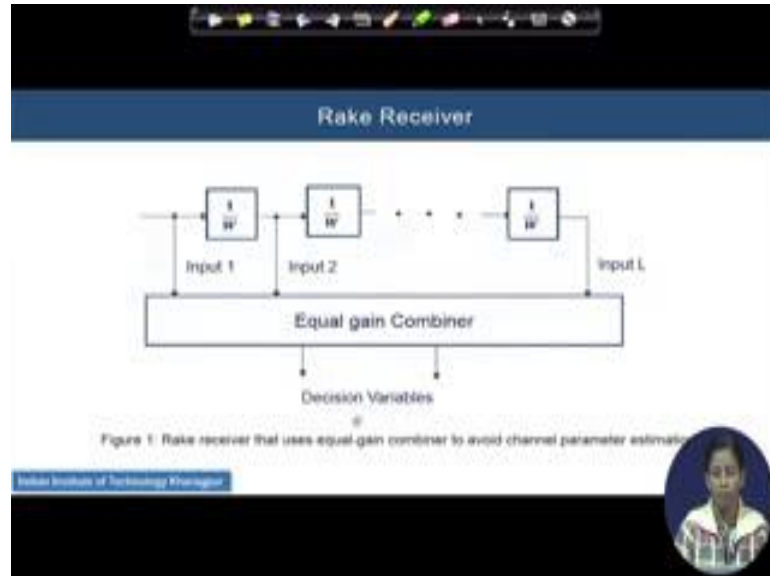 Rake Receiver
1/W 1/W 1/W
Input 1 Input 2 Input L
Equal gain Combiner
Decision Variables
Figure 1: Rake receiver that uses equal-gain combiner to avoid channel parameter
Indian Institute of Technology Kharagpur